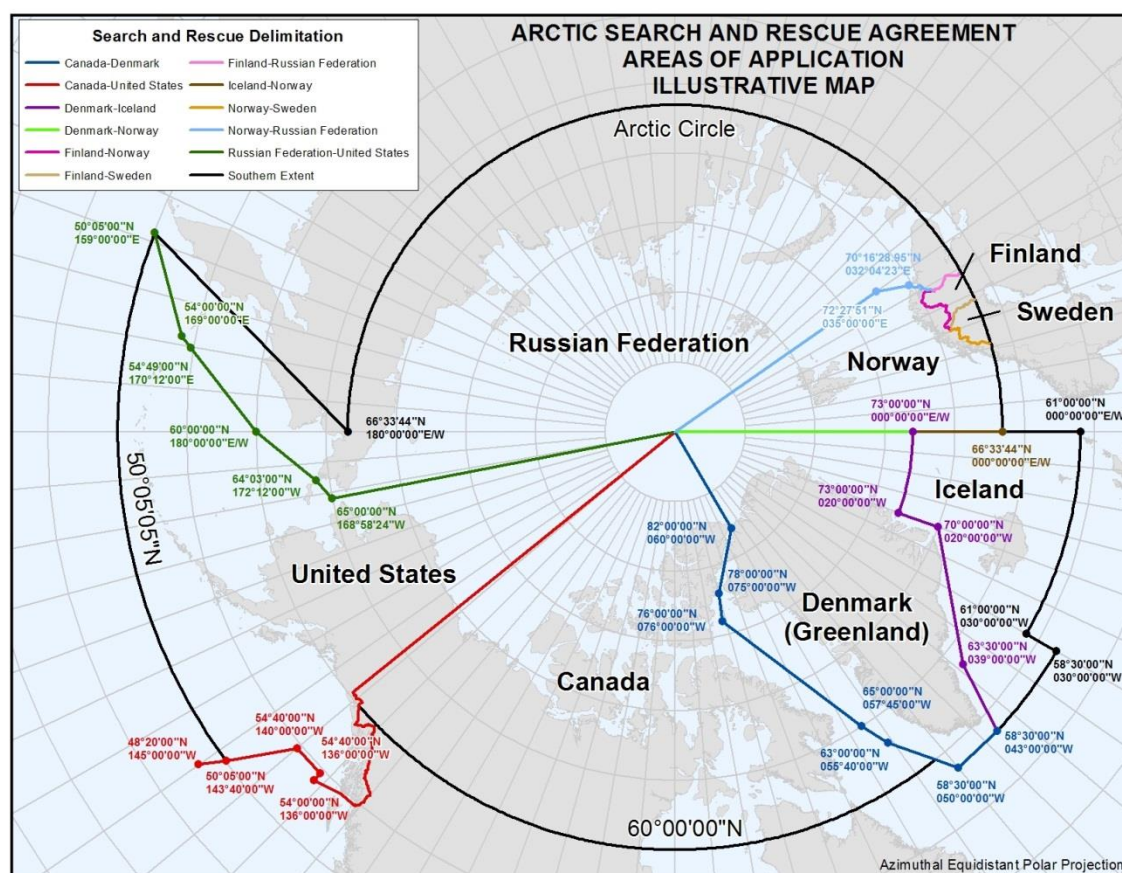 ARCTIC SEARCH AND RESCUE AGREEMENT
AREAS OF APPLICATION
ILLUSTRATIVE MAP
Search and Rescue Delimitation
Canada-Denmark
Canada-United States
Denmark-Iceland
Denmark-Norway
Finland-Norway
Finland-Sweden
Finland-Russian Federation
Iceland-Norway
Norway-Sweden
Norway-Russian Federation
Russian Federation-United States
Southern Extent
Arctic Circle
50°05'00"N
159°00'00"E
54°00'00"N
169°00'00"E
54°49'00"N
170°12'00"E
60°00'00"N
180°00'00"E/W
64°03'00"N
172°12'00"W
65°00'00"N
168°58'24"W
66°33'44"N
180°00'00"E/W
50°05'05"N
Russian Federation
70°16'28.95"N
032°04'23"E
72°27'51"N
035°00'00"E
Finland
Sweden
Norway
73°00'00"N
000°00'00"E/W
61°00'00"N
000°00'00"E/W
66°33'44"N
000°00'00"E/W
Iceland
73°00'00"N
020°00'00"W
70°00'00"N
020°00'00"W
82°00'00"N
060°00'00"W
78°00'00"N
075°00'00"W
76°00'00"N
076°00'00"W
United States
Denmark
(Greenland)
61°00'00"N
030°00'00"W
63°30'00"N
039°00'00"W
58°30'00"N
030°00'00"W
Canada
65°00'00"N
057°45'00"W
63°00'00"N
055°40'00"W
58°30'00"N
043°00'00"W
58°30'00"N
050°00'00"W
48°20'00"N
145°00'00"W
50°05'00"N
143°40'00"W
54°40'00"N
140°00'00"W
54°40'00"N
136°00'00"W
54°00'00"N
136°00'00"W
60°00'00"N
Azimuthal Equidistant Polar Projection